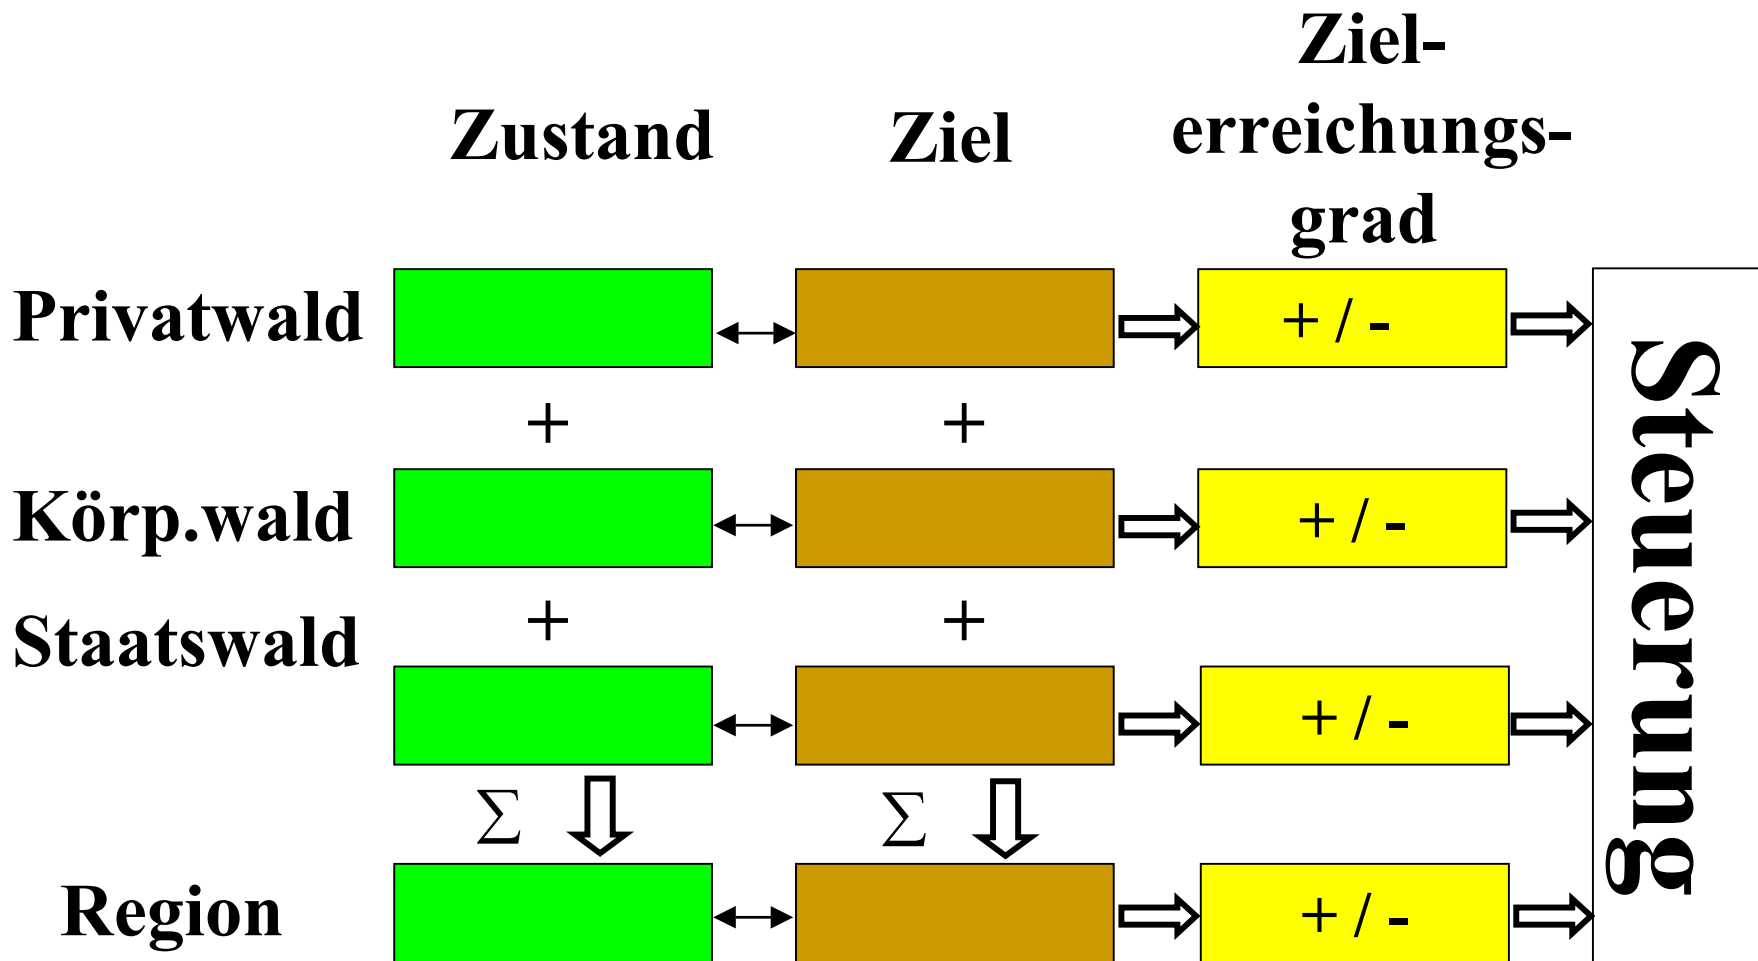 Ziel-
erreichungs-
grad
Zustand
Ziel
Privatwald
+ / -
+
+
Körp.wald
+ / -
+
+
Staatswald
+ / -
∑
∑
Region
+ / -
Steuerung